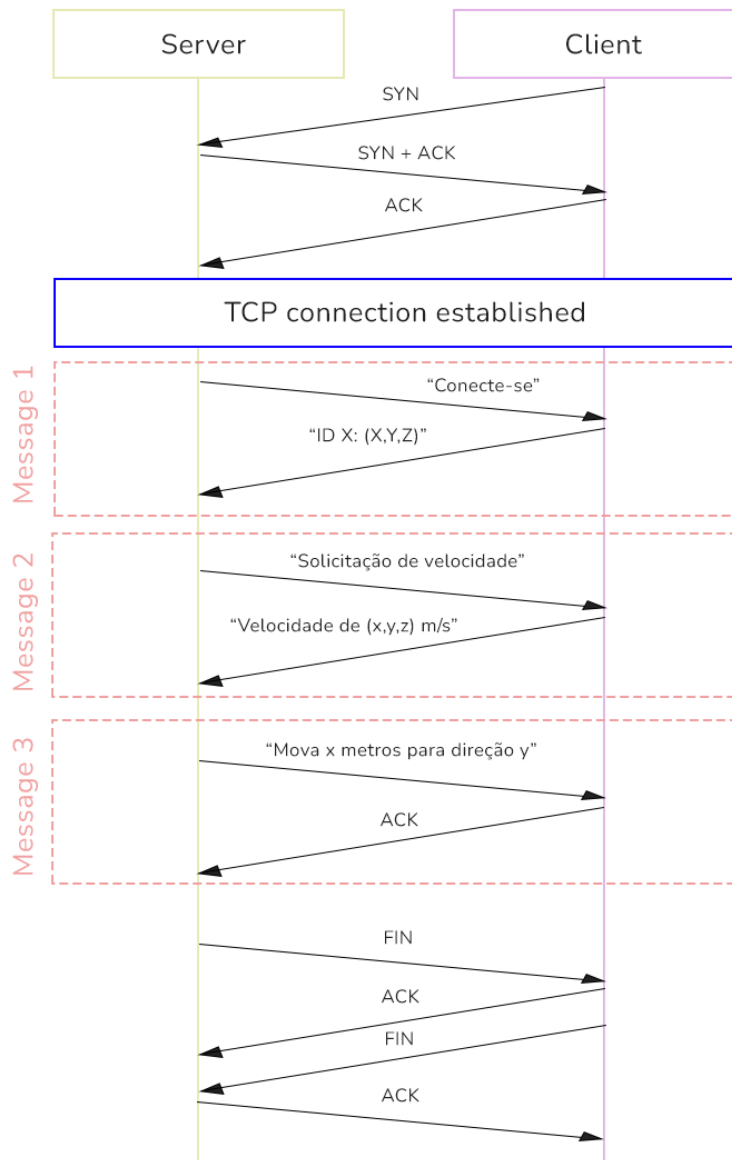 Server
Client
SYN
SYN + ACK
ACK
TCP connection established
Message 1
“Conecte-se”
“ID X: (X,Y,Z)”
Message 2
“Solicitação de velocidade”
“Velocidade de (x,y,z) m/s”
Message 3
“Mova x metros para direção y”
ACK
FIN
ACK
FIN
ACK